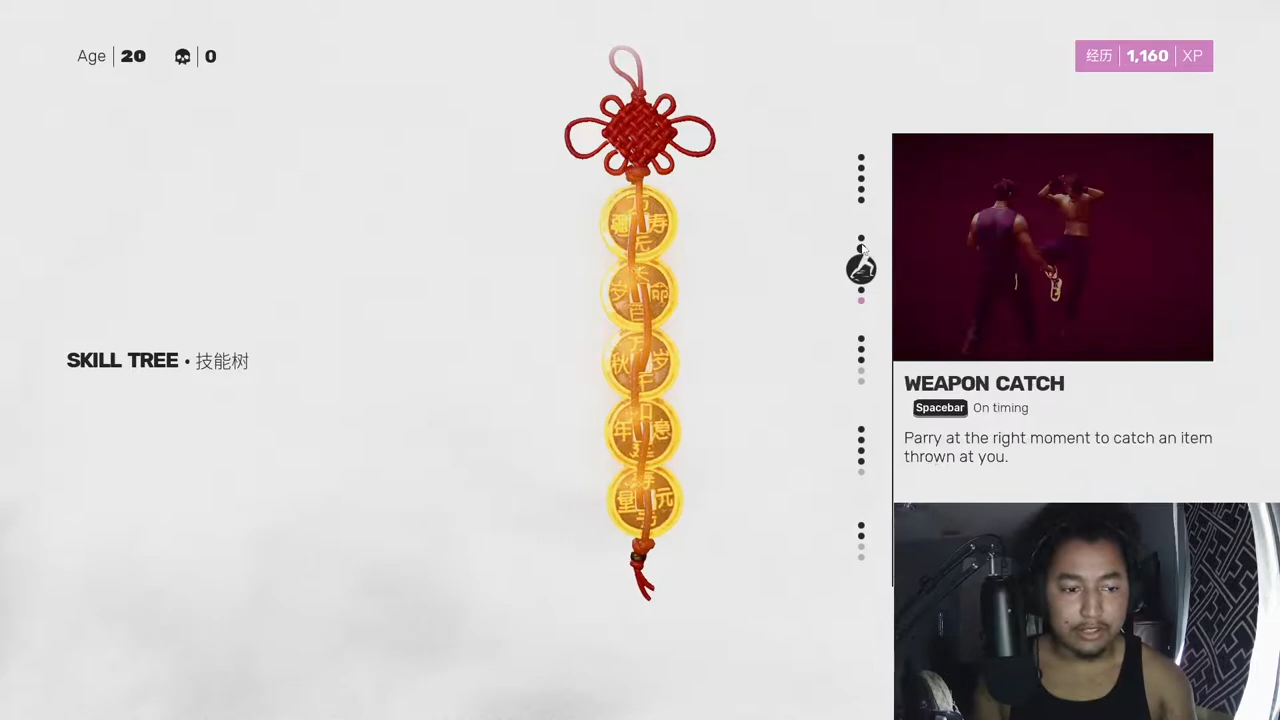 Age 20 0
经历 1,160 XP
SKILL TREE • 技能树
WEAPON CATCH
Spacebar On timing
Parry at the right moment to catch an item
thrown at you.